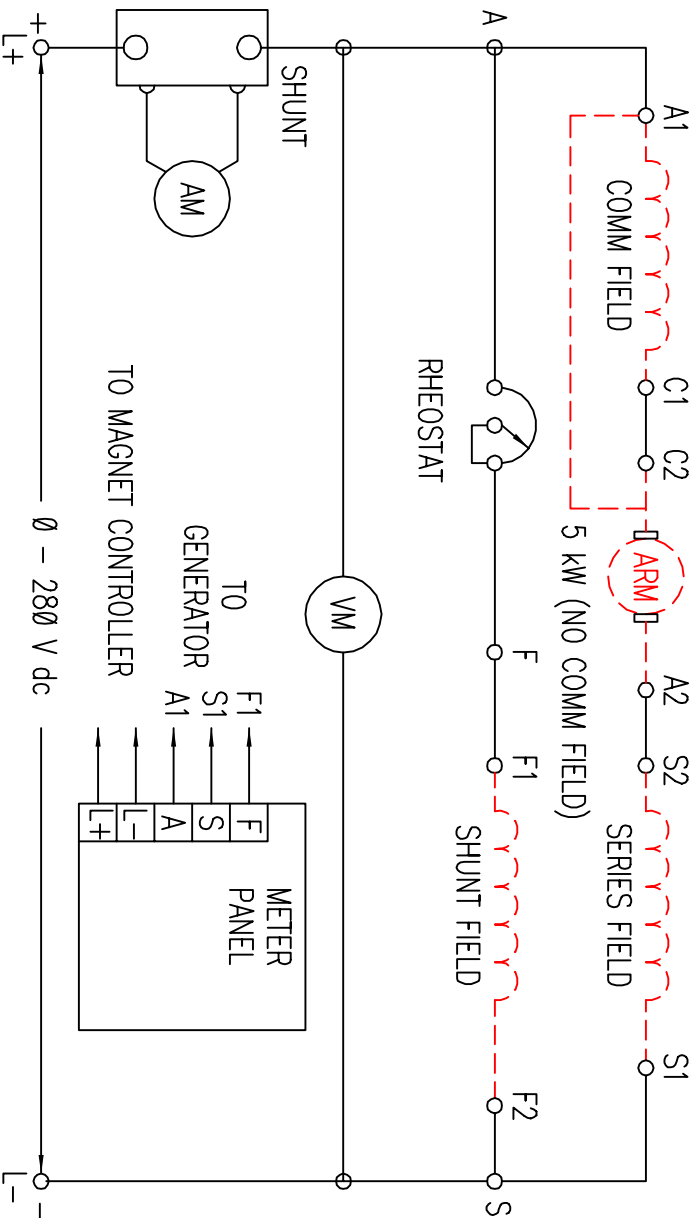 A1
COMM FIELD
C1
C2
ARM
5 kW (NO COMM FIELD)
A2
S2
SERIES FIELD
S1
A
RHEOSTAT
F
F1
SHUNT FIELD
F2
S
VM
SHUNT
AM
+
L+
Ø - 28Ø V dc
L-
-
TO MAGNET CONTROLLER
TO
GENERATOR
F1
S1
A1
F
S
A
L-
L+
METER
PANEL